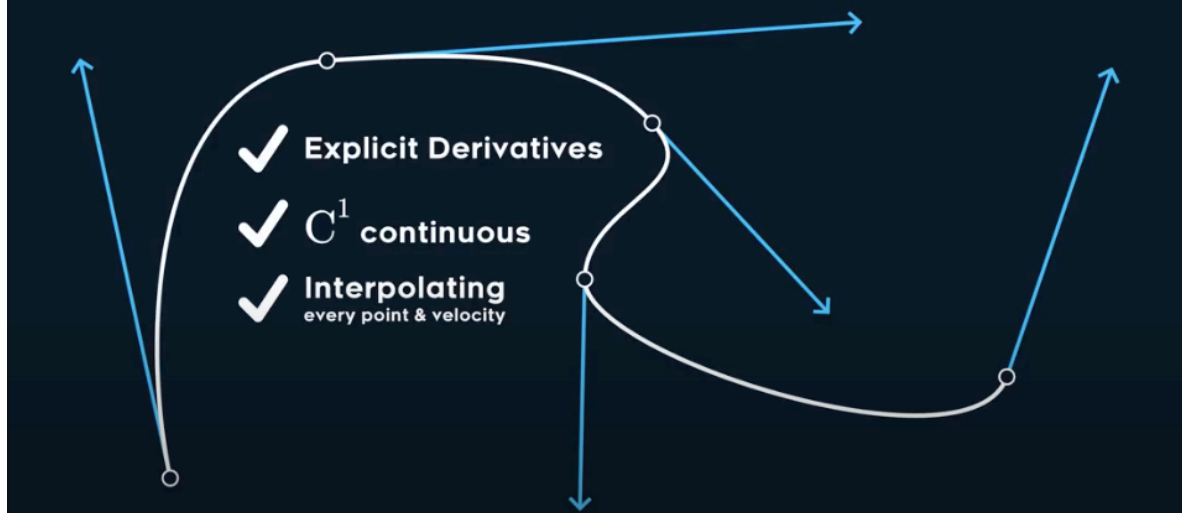 Explicit Derivatives
C¹ continuous
Interpolating
every point & velocity